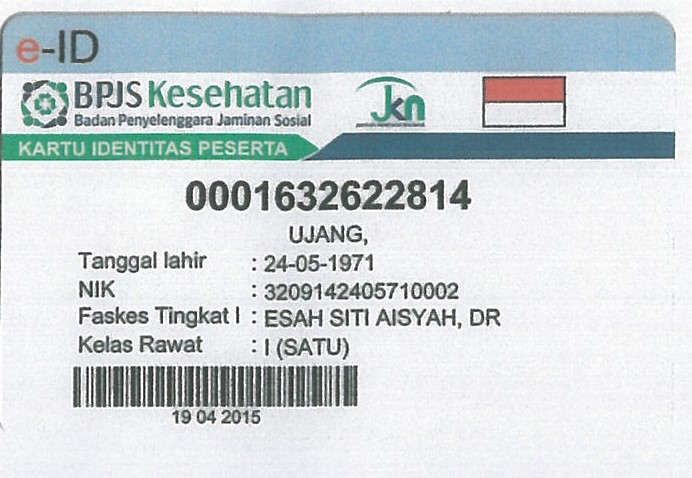 e-ID
BPJS Kesehatan
Badan Penyelenggara Jaminan Sosial
Jkn
KARTU IDENTITAS PESERTA
0001632622814
UJANG,
Tanggal lahir : 24-05-1971
NIK : 3209142405710002
Faskes Tingkat I : ESAH SITI AISYAH, DR
Kelas Rawat : I (SATU)
19 04 2015